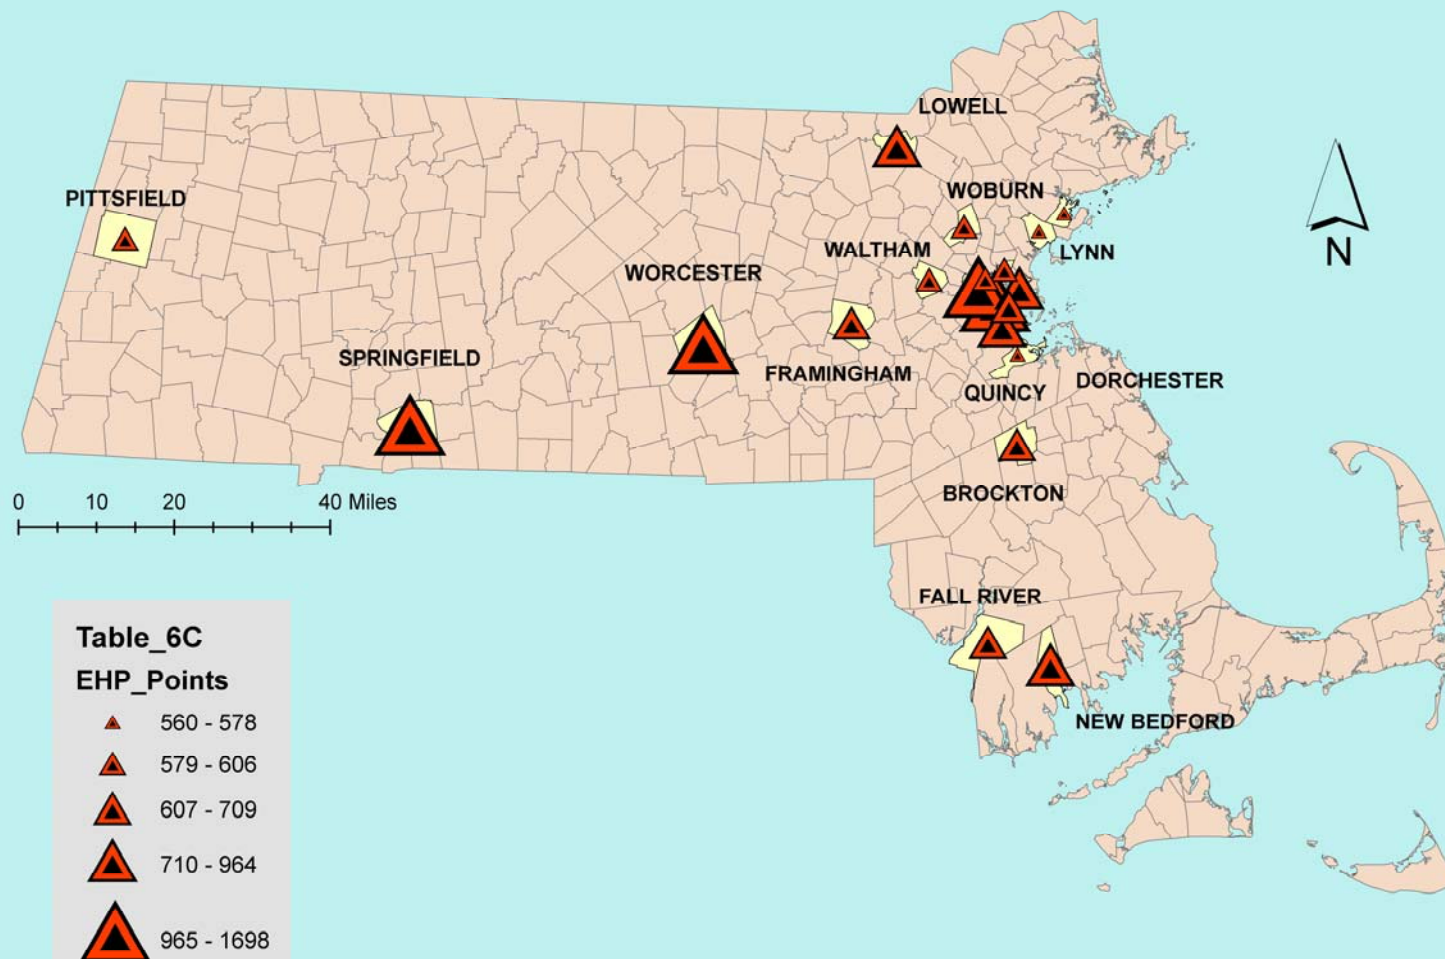 LOWELL
WOBURN
PITTSFIELD
WALTHAM
LYNN
N
WORCESTER
SPRINGFIELD
FRAMINGHAM
DORCHESTER
QUINCY
BROCKTON
0 10 20 40 Miles
FALL RIVER
NEW BEDFORD
Table_6C
EHP_Points
560 - 578
579 - 606
607 - 709
710 - 964
965 - 1698